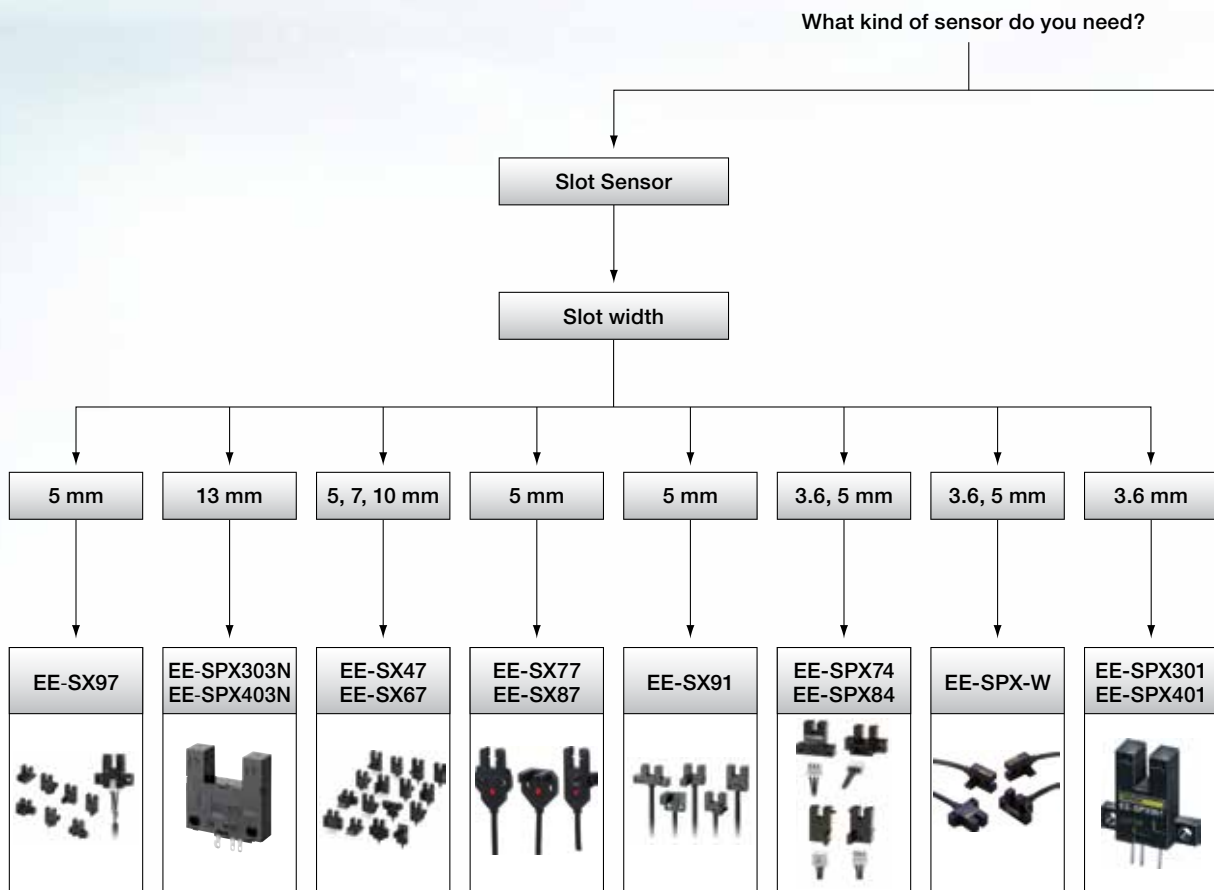 What kind of sensor do you need?
Slot Sensor
Slot width
5 mm
13 mm
5, 7, 10 mm
5 mm
5 mm
3.6, 5 mm
3.6, 5 mm
3.6 mm
EE-SX97
EE-SPX303N
EE-SPX403N
EE-SX47
EE-SX67
EE-SX77
EE-SX87
EE-SX91
EE-SPX74
EE-SPX84
EE-SPX-W
EE-SPX301
EE-SPX401